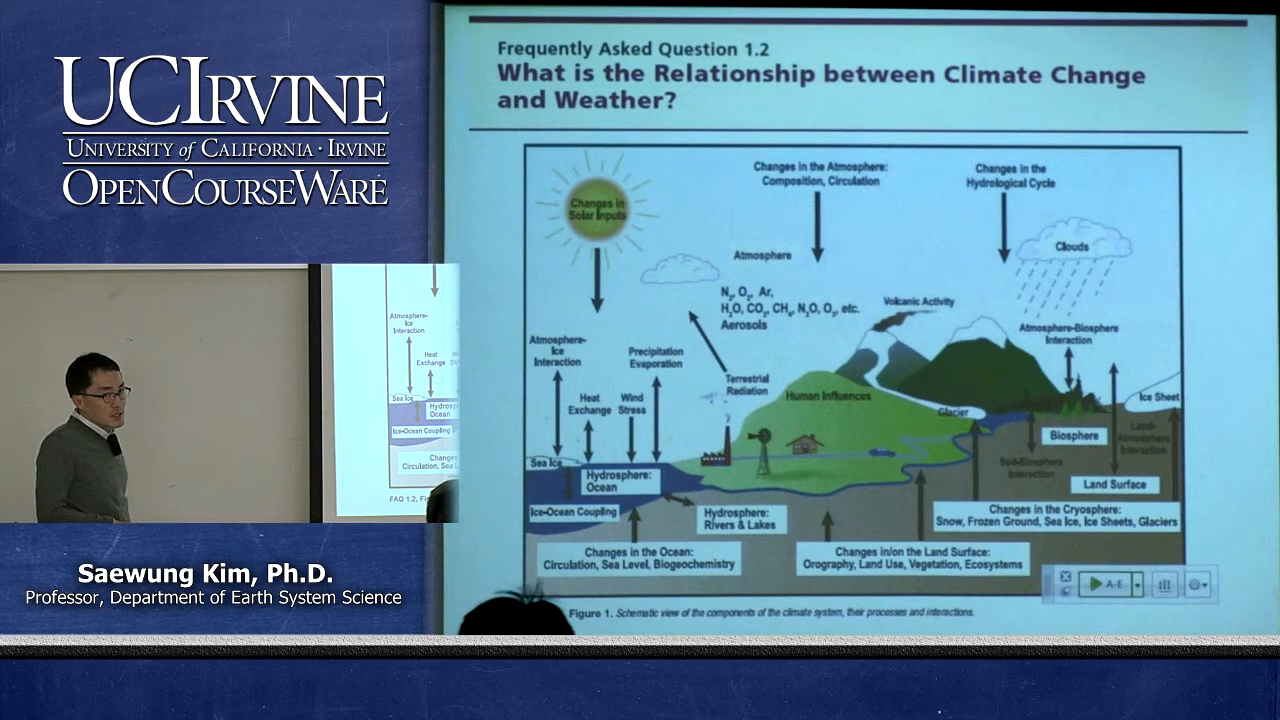 UCIRVINE
UNIVERSITY of CALIFORNIA · IRVINE
OPENCOURSEWARE
Saewung Kim, Ph.D.
Professor, Department of Earth System Science
Atmosphere-
Ice
Interaction
Heat
Exchange
Sea Ice
Ocean
Ice-Ocean Coupling
Frequently Asked Question 1.2
What is the Relationship between Climate Change
and Weather?
Changes in
Solar Inputs
Changes in the Atmosphere:
Composition, Circulation
Changes in the
Hydrological Cycle
Clouds
Atmosphere
N2, O2, Ar,
H2O, CO2, CH4, N2O, O3, etc.
Aerosols
Volcanic Activity
Atmosphere-Biosphere
Interaction
Atmosphere-
Ice
Interaction
Precipitation
Evaporation
Terrestrial
Radiation
Heat
Exchange
Wind
Stress
Human Influences
Glacier
Ice Sheet
Biosphere
Land-
Atmosphere
Interaction
Soil-Biosphere
Interaction
Land Surface
Sea Ice
Hydrosphere:
Ocean
Ice-Ocean Coupling
Hydrosphere:
Rivers & Lakes
Changes in the Cryosphere:
Snow, Frozen Ground, Sea Ice, Ice Sheets, Glaciers
Changes in the Ocean:
Circulation, Sea Level, Biogeochemistry
Changes in/on the Land Surface:
Orography, Land Use, Vegetation, Ecosystems
A-E
Figure 1. Schematic view of the components of the climate system, their processes and interactions.